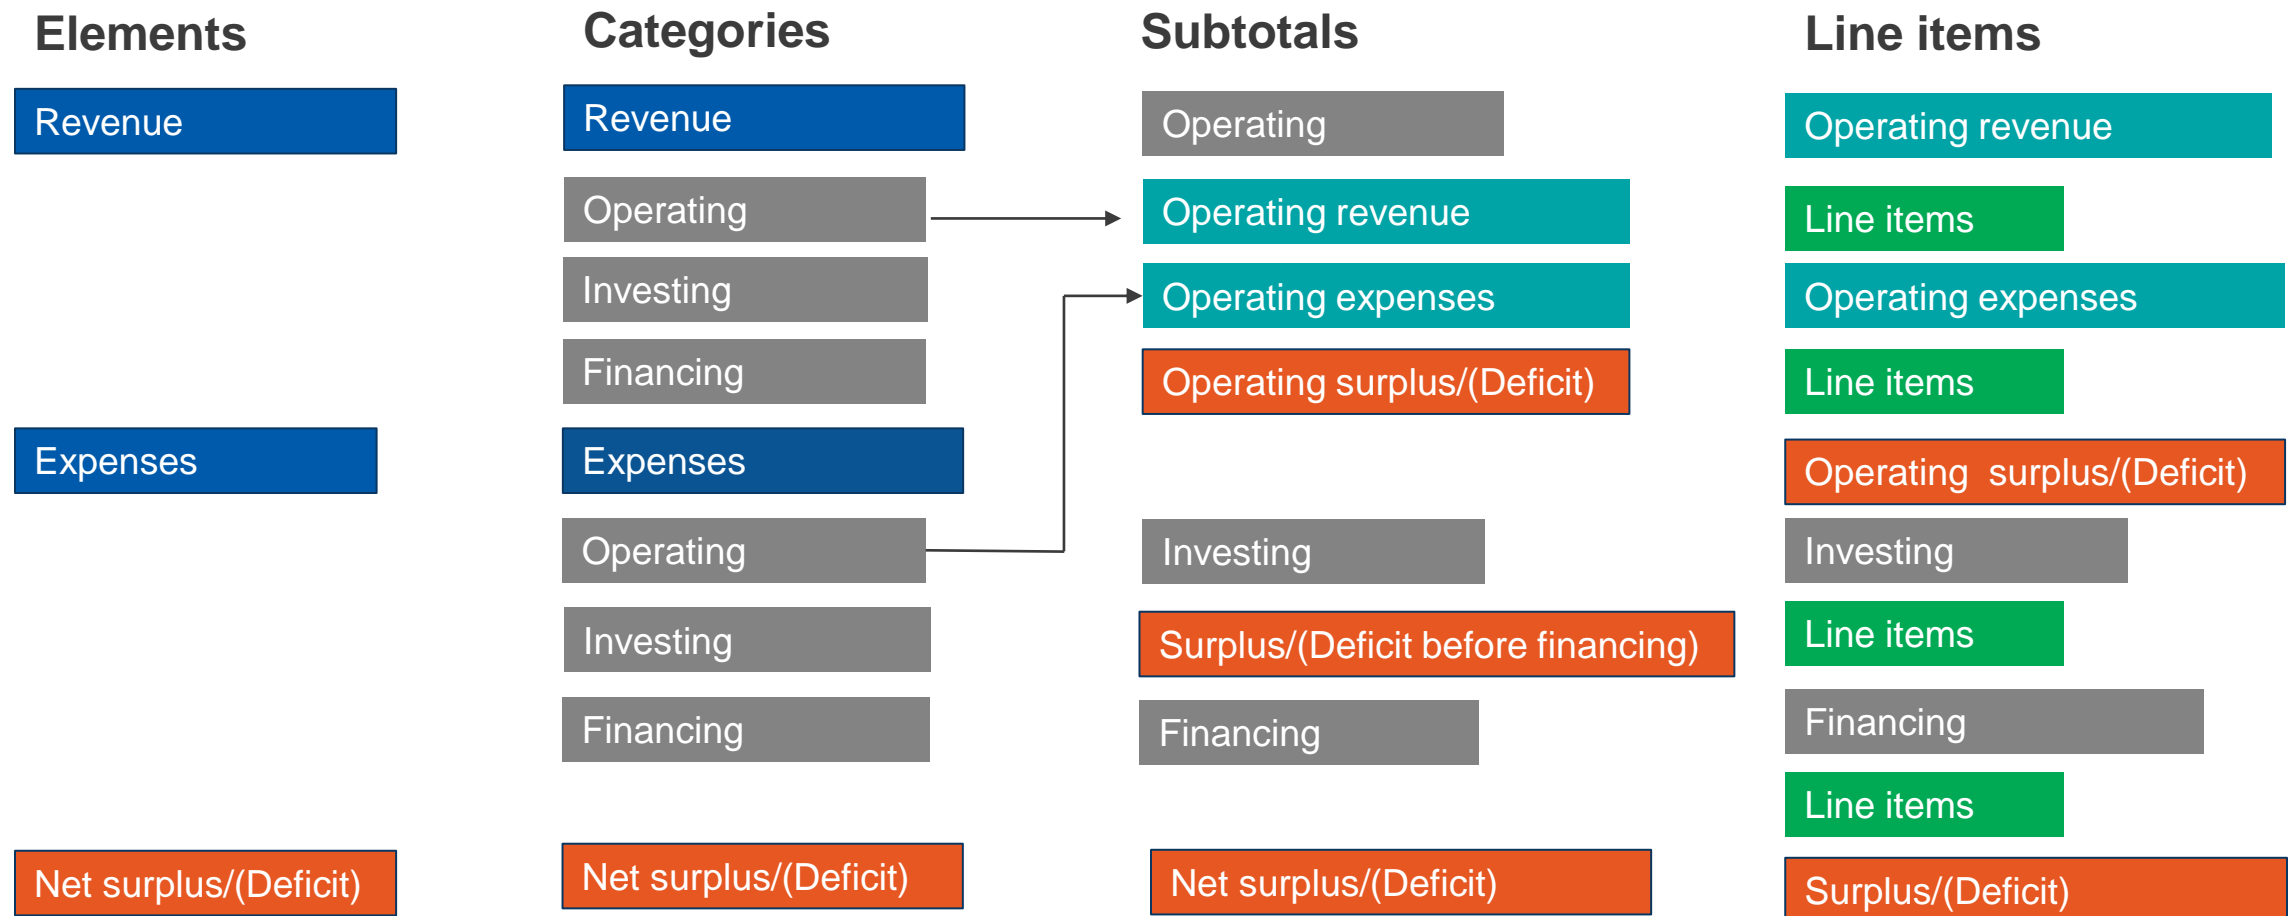 Elements
Revenue
Expenses
Net surplus/(Deficit)
Categories
Revenue
Operating
Investing
Financing
Expenses
Operating
Investing
Financing
Net surplus/(Deficit)
Subtotals
Operating
Operating revenue
Operating expenses
Operating surplus/(Deficit)
Investing
Surplus/(Deficit before financing)
Financing
Net surplus/(Deficit)
Line items
Operating revenue
Line items
Operating expenses
Line items
Operating  surplus/(Deficit)
Investing
Line items
Financing
Line items
Surplus/(Deficit)